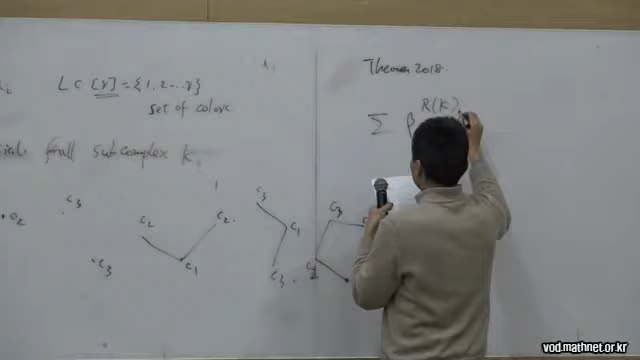 L ⊂ [r] = {1, 2 ... r}
set of colors
full subcomplex K
c3
c3
c2
c2
c1
c3
c1
c3
c3
Theorem 2018
Σ β R(K)
vod.mathnet.or.kr